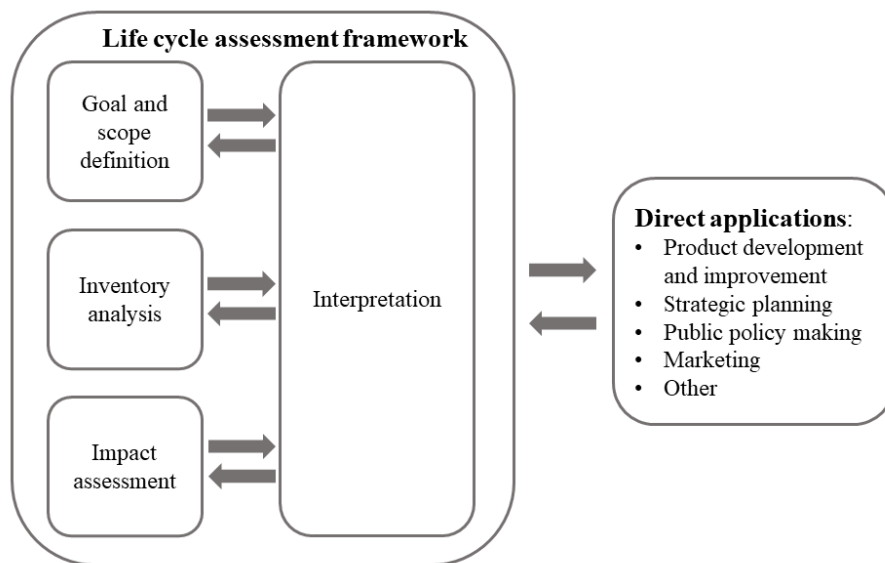 Life cycle assessment framework
Goal and
scope
definition
Inventory
analysis
Impact
assessment
Interpretation
Direct applications:
• Product development
and improvement
• Strategic planning
• Public policy making
• Marketing
• Other